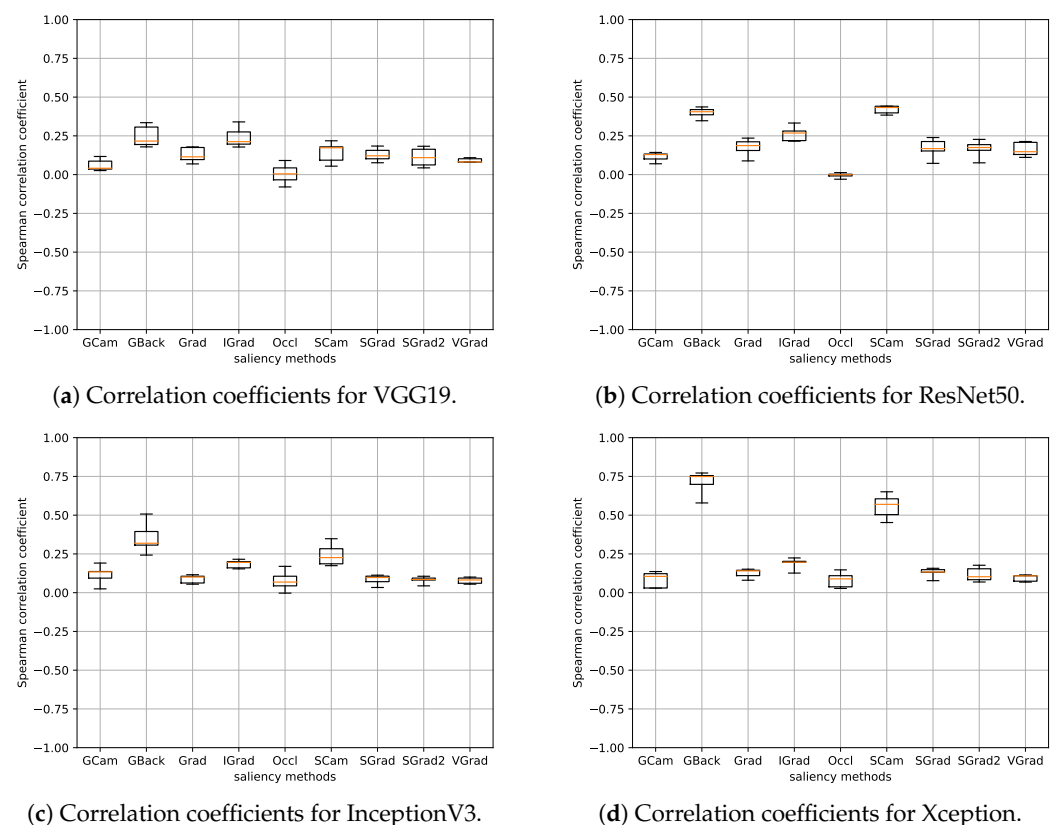 1.00
0.75
0.50
0.25
0.00
−0.25
−0.50
−0.75
−1.00
Spearman correlation coefficient
GCam GBack Grad IGrad Occl SCam SGrad SGrad2 VGrad
saliency methods
(a) Correlation coefficients for VGG19.
1.00
0.75
0.50
0.25
0.00
−0.25
−0.50
−0.75
−1.00
Spearman correlation coefficient
GCam GBack Grad IGrad Occl SCam SGrad SGrad2 VGrad
saliency methods
(b) Correlation coefficients for ResNet50.
1.00
0.75
0.50
0.25
0.00
−0.25
−0.50
−0.75
−1.00
Spearman correlation coefficient
GCam GBack Grad IGrad Occl SCam SGrad SGrad2 VGrad
saliency methods
(c) Correlation coefficients for InceptionV3.
1.00
0.75
0.50
0.25
0.00
−0.25
−0.50
−0.75
−1.00
Spearman correlation coefficient
GCam GBack Grad IGrad Occl SCam SGrad SGrad2 VGrad
saliency methods
(d) Correlation coefficients for Xception.